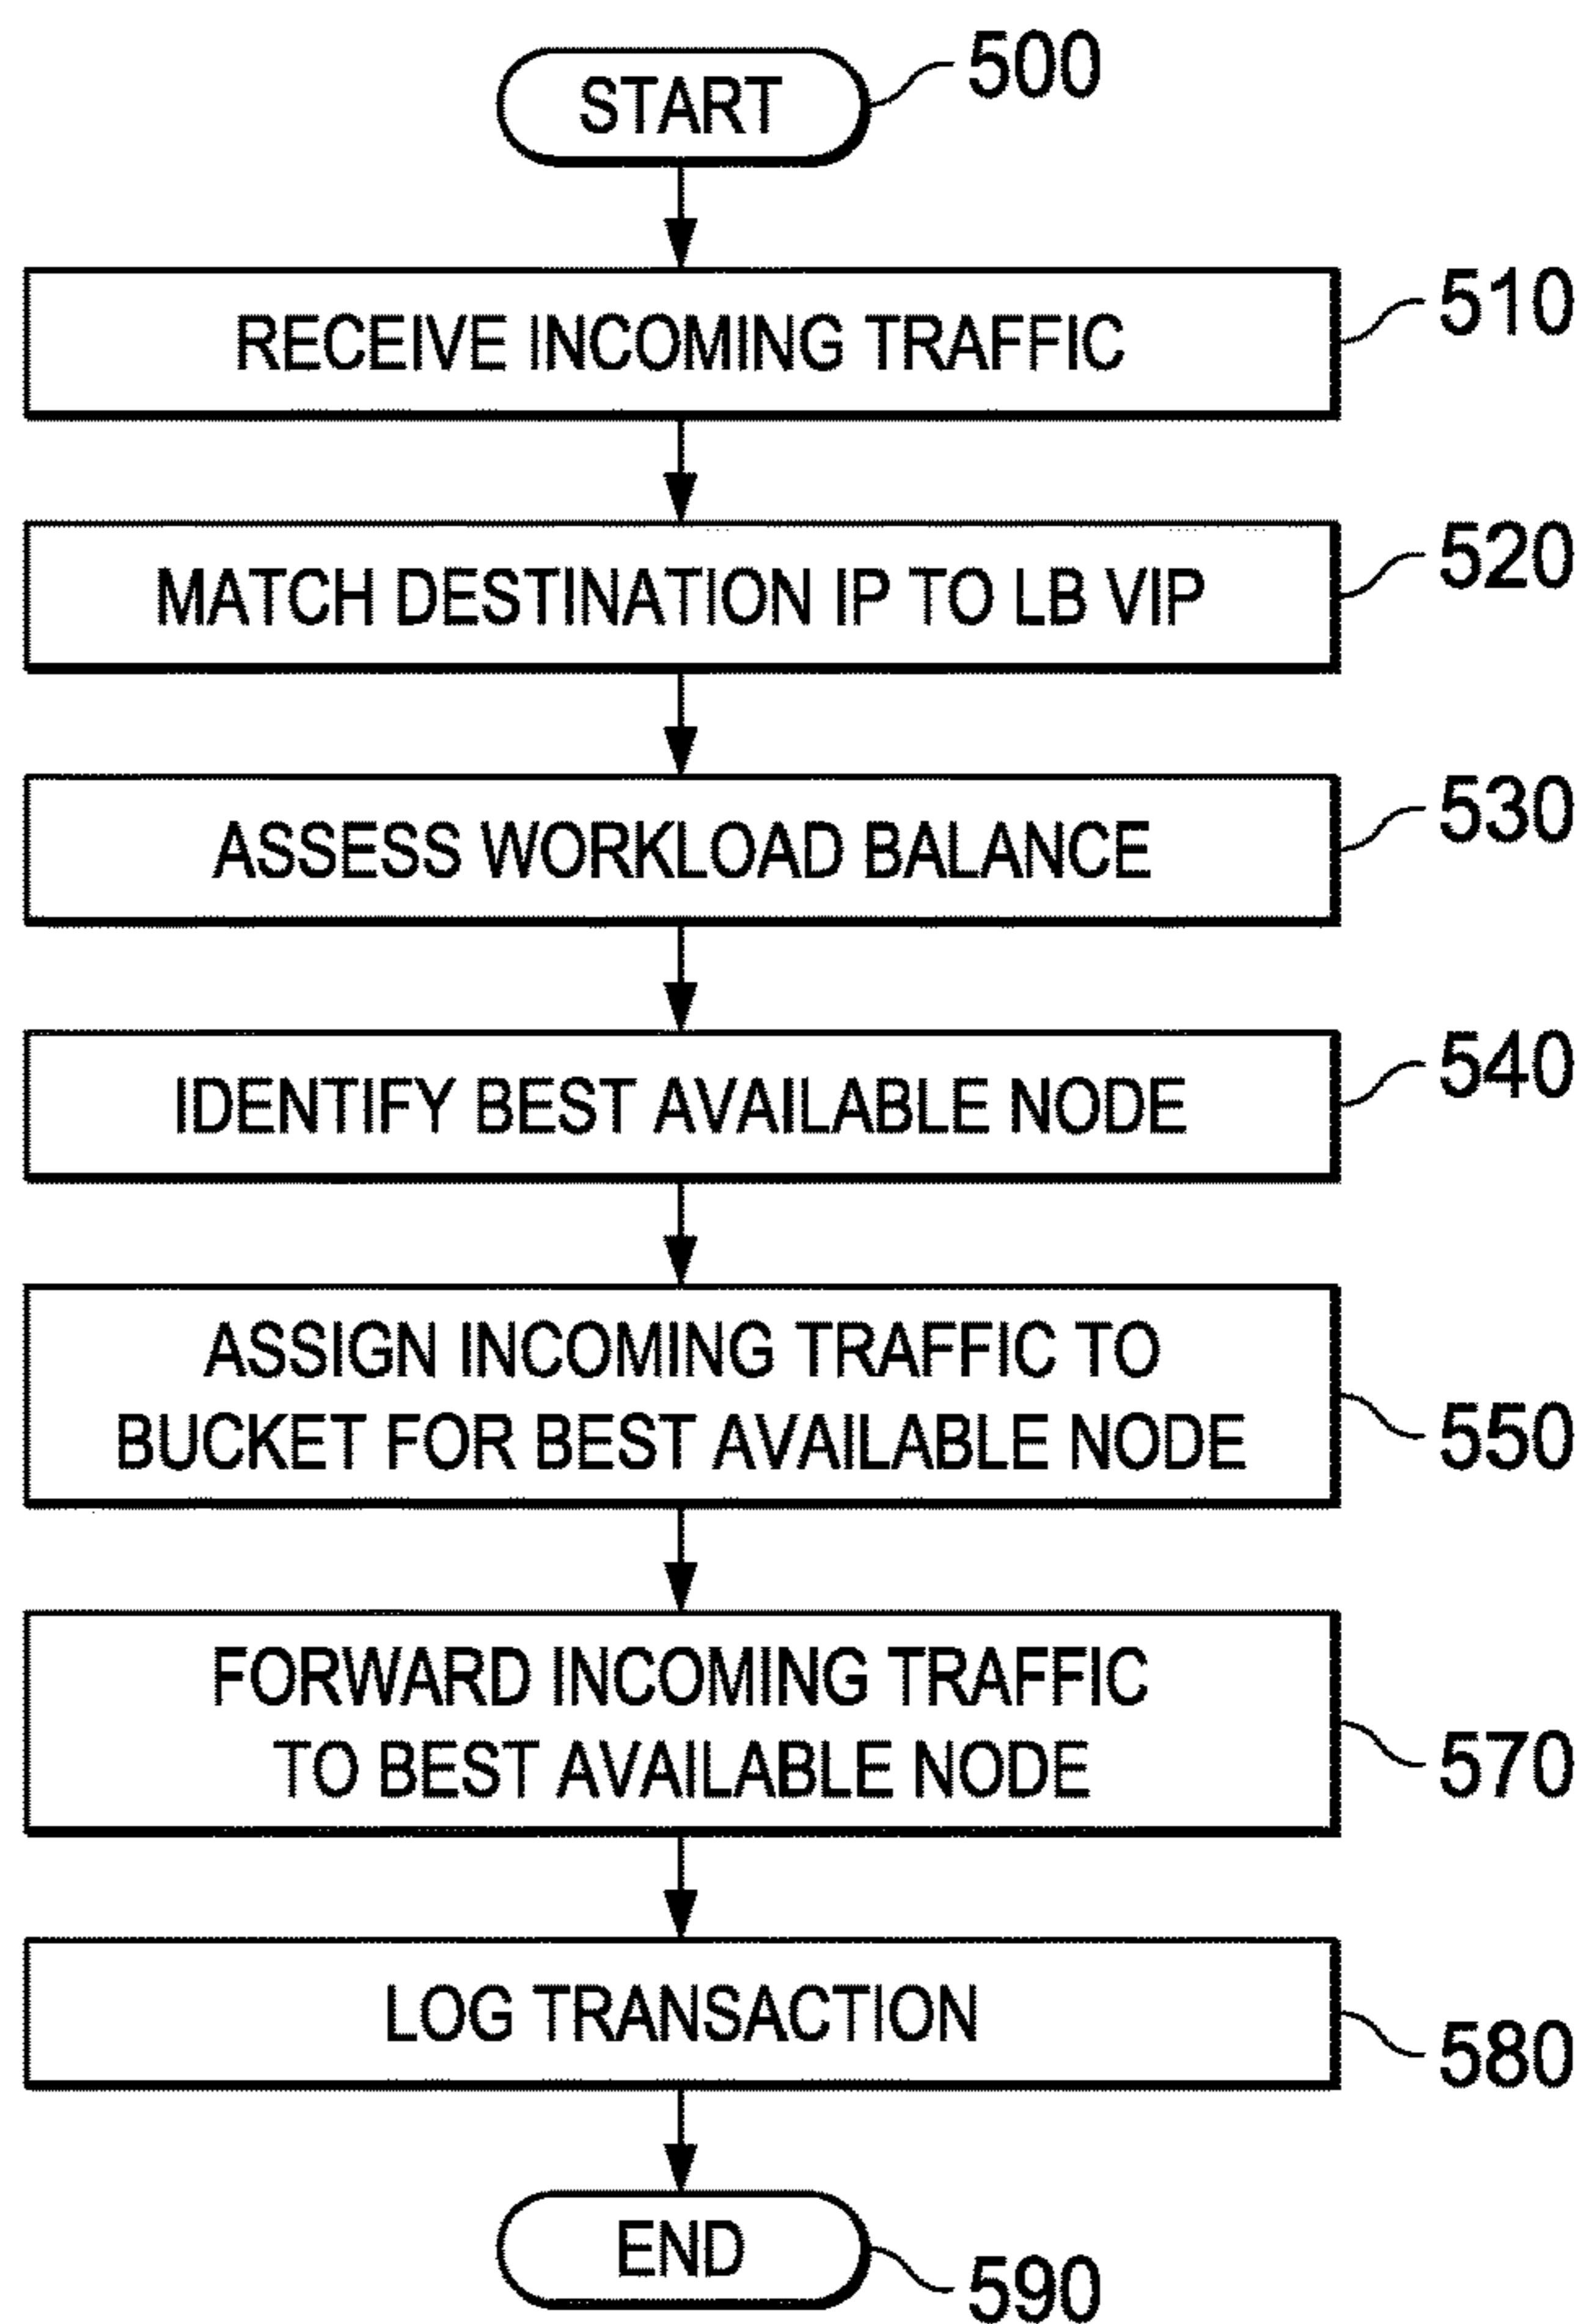 START
500
RECEIVE INCOMING TRAFFIC
510
MATCH DESTINATION IP TO LB VIP
520
ASSESS WORKLOAD BALANCE
530
IDENTIFY BEST AVAILABLE NODE
540
ASSIGN INCOMING TRAFFIC TO
BUCKET FOR BEST AVAILABLE NODE
550
FORWARD INCOMING TRAFFIC
TO BEST AVAILABLE NODE
570
LOG TRANSACTION
580
END
590